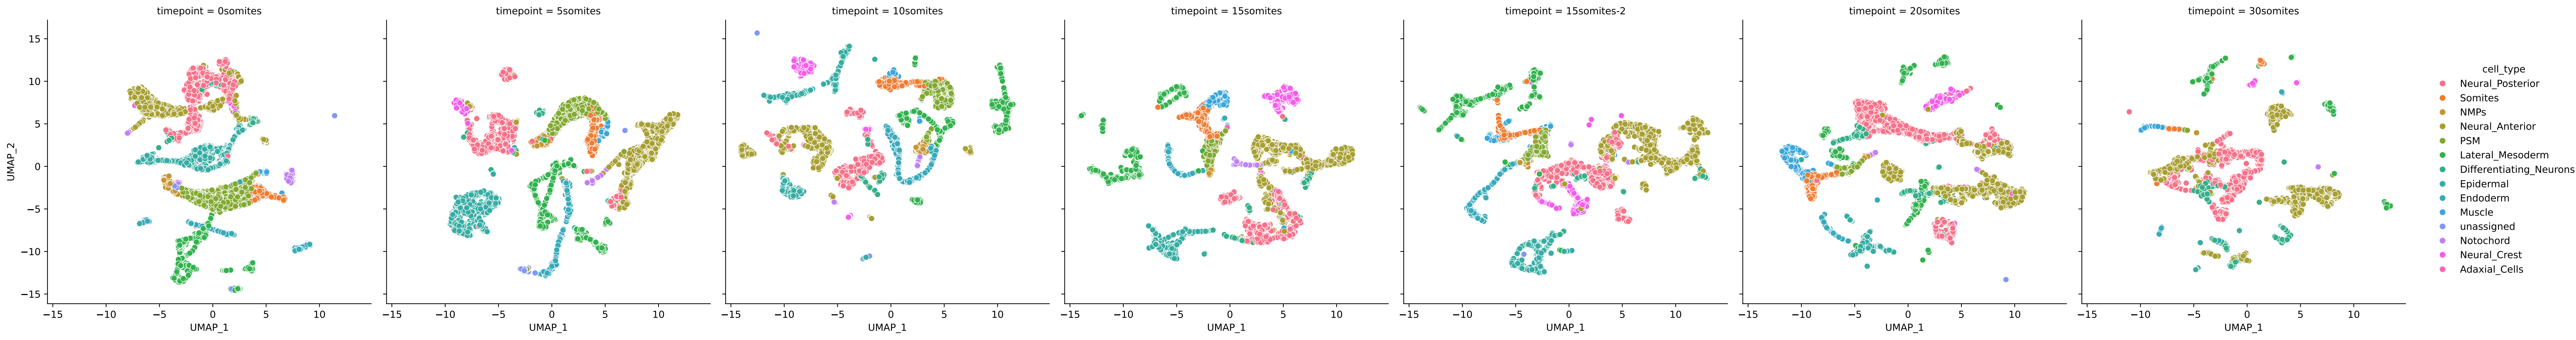 timepoint = 0somites
timepoint = 5somites
timepoint = 10somites
timepoint = 15somites
timepoint = 15somites-2
timepoint = 20somites
timepoint = 30somites
UMAP_2
15
10
5
0
−5
−10
−15
−15 −10 −5 0 5 10
−15 −10 −5 0 5 10
−15 −10 −5 0 5 10
−15 −10 −5 0 5 10
−15 −10 −5 0 5 10
−15 −10 −5 0 5 10
−15 −10 −5 0 5 10
UMAP_1
UMAP_1
UMAP_1
UMAP_1
UMAP_1
UMAP_1
UMAP_1
cell_type
Neural_Posterior
Somites
NMPs
Neural_Anterior
PSM
Lateral_Mesoderm
Differentiating_Neurons
Epidermal
Endoderm
Muscle
unassigned
Notochord
Neural_Crest
Adaxial_Cells